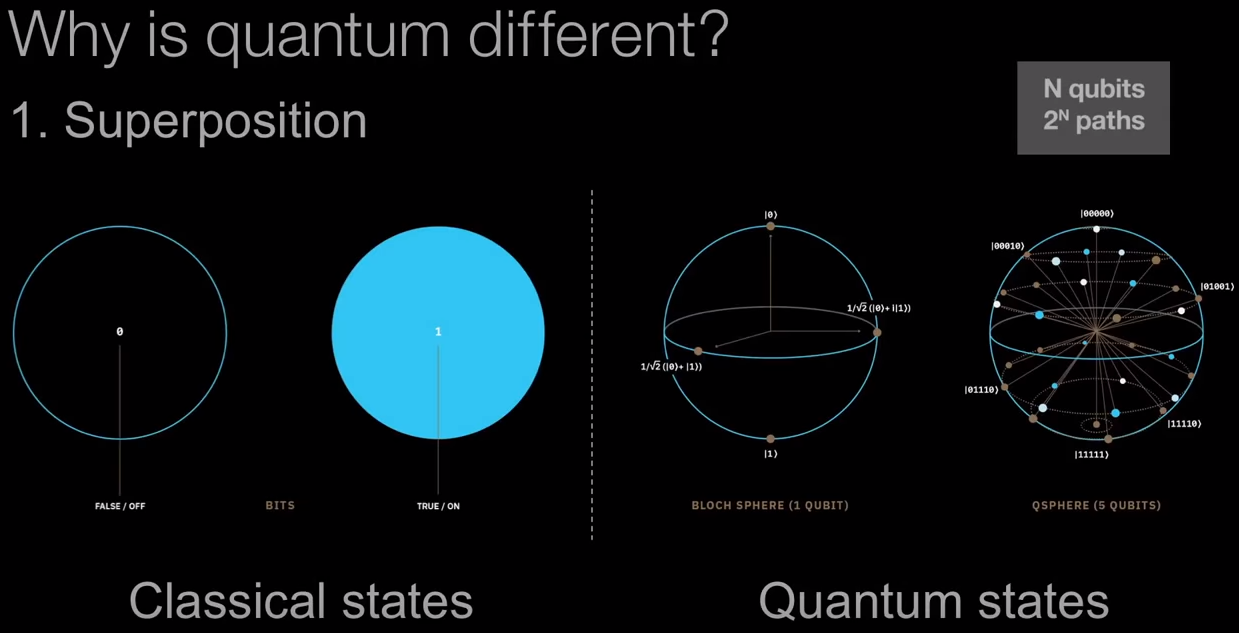 Why is quantum different?
1. Superposition
N qubits
2ᴺ paths
0
1
FALSE / OFF
BITS
TRUE / ON
|0⟩
1/√2 (|0⟩+ i|1⟩)
1/√2 (|0⟩+ |1⟩)
|1⟩
BLOCH SPHERE (1 QUBIT)
|00000⟩
|00010⟩
|01001⟩
|01110⟩
|11110⟩
|11111⟩
QSPHERE (5 QUBITS)
Classical states
Quantum states